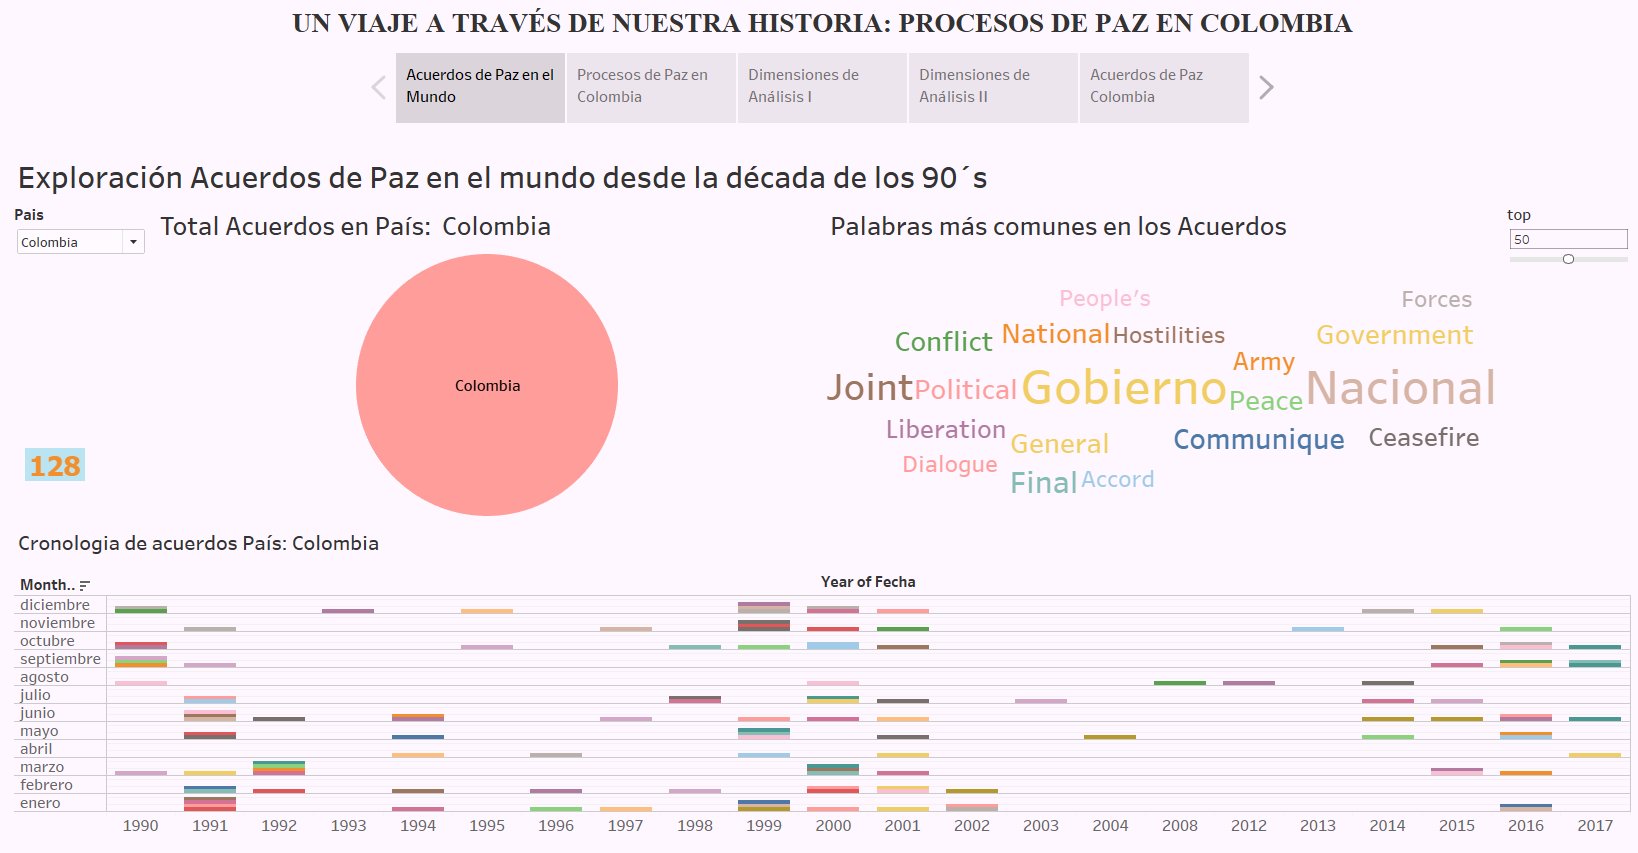 UN VIAJE A TRAVÉS DE NUESTRA HISTORIA: PROCESOS DE PAZ EN COLOMBIA
Acuerdos de Paz en el
Mundo
Procesos de Paz en
Colombia
Dimensiones de
Análisis I
Dimensiones de
Análisis II
Acuerdos de Paz
Colombia
Exploración Acuerdos de Paz en el mundo desde la década de los 90´s
Pais
Colombia
Total Acuerdos en País: Colombia
Colombia
128
Palabras más comunes en los Acuerdos
top
50
People’s
Forces
Conflict
National
Hostilities
Government
Army
Joint
Political
Gobierno
Peace
Nacional
Liberation
General
Communique
Ceasefire
Dialogue
Final
Accord
Cronologia de acuerdos País: Colombia
Month..
Year of Fecha
diciembre
noviembre
octubre
septiembre
agosto
julio
junio
mayo
abril
marzo
febrero
enero
1990 1991 1992 1993 1994 1995 1996 1997 1998 1999 2000 2001 2002 2003 2004 2008 2012 2013 2014 2015 2016 2017